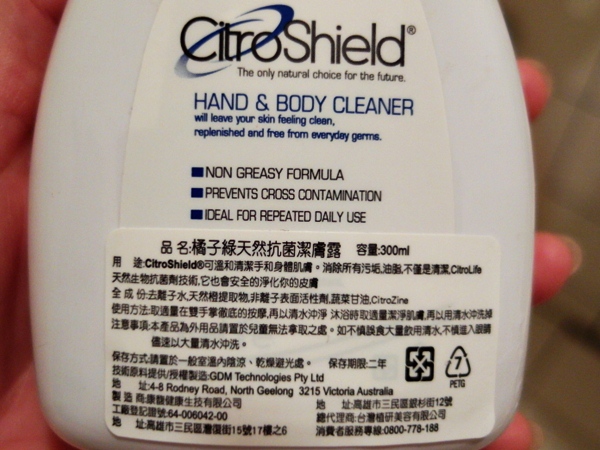 CitroShield®
The only natural choice for the future.
HAND & BODY CLEANER
will leave your skin feeling clean,
replenished and free from everyday germs.
NON GREASY FORMULA
PREVENTS CROSS CONTAMINATION
IDEAL FOR REPEATED DAILY USE
品 名:橘子綠天然抗菌潔膚露 容量:300ml
用 途:CitroShield®可溫和清潔手和身體肌膚。消除所有污垢,油脂,不僅是清潔,CitroLife
天然生物抗菌劑技術,它也會安全的淨化你的皮膚
全 成 份:去離子水,天然橙提取物,非離子表面活性劑,蔬菜甘油,CitroZine
使用方法:取適量在雙手掌徹底的按摩,再以清水沖淨 沐浴時取適量潔淨肌膚,再以用清水沖洗掉
注意事項:本產品為外用品請置於兒童無法拿取之處。如不慎誤食大量飲用清水,不慎進入眼睛
儘速以大量清水沖洗。
保存方式:請置於一般室溫內陰涼、乾燥避光處。 保存期限:二年
技術原料提供/授權製造:GDM Technologies Pty Ltd
地 址:4-8 Rodney Road, North Geelong 3215 Victoria Australia
7
PETG
製 造 商:康馥健康生技有限公司
地 址:高雄市三民區銀杉街12號
工廠登記證號:64-006042-00
總代理商:台灣植研美容有限公司
地 址:高雄市三民區灣復街15號17樓之6
消費者服務專線:0800-778-188